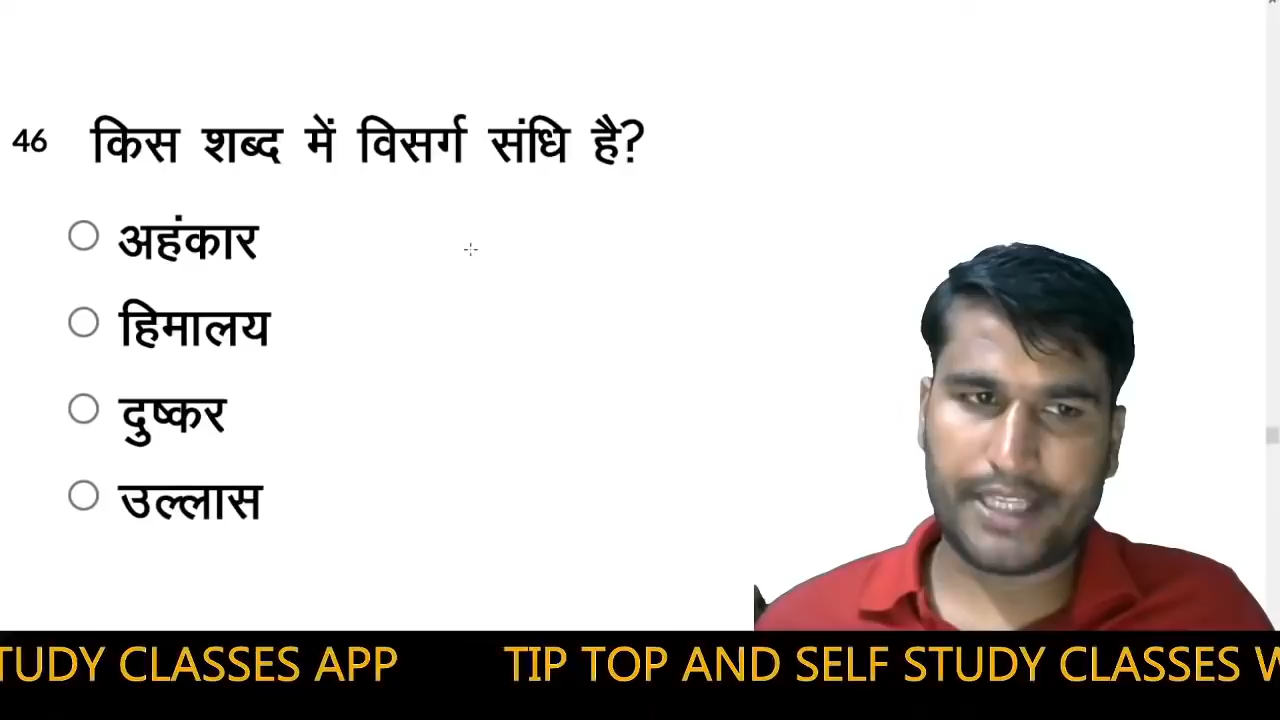 46 किस शब्द में विसर्ग संधि है?
अहंकार
हिमालय
दुष्कर
उल्लास
TUDY CLASSES APP TIP TOP AND SELF STUDY CLASSES W